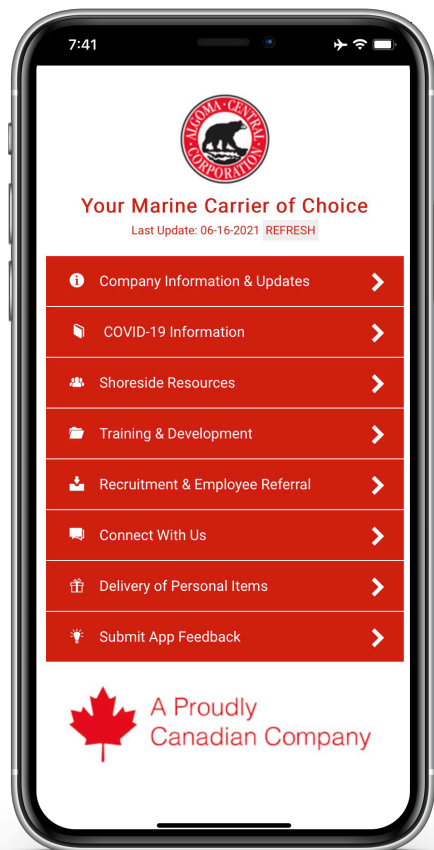 7:41
ALGOMA · CENTRAL
CORPORATION
Your Marine Carrier of Choice
Last Update: 06-16-2021 REFRESH
Company Information & Updates
COVID-19 Information
Shoreside Resources
Training & Development
Recruitment & Employee Referral
Connect With Us
Delivery of Personal Items
Submit App Feedback
A Proudly
Canadian Company